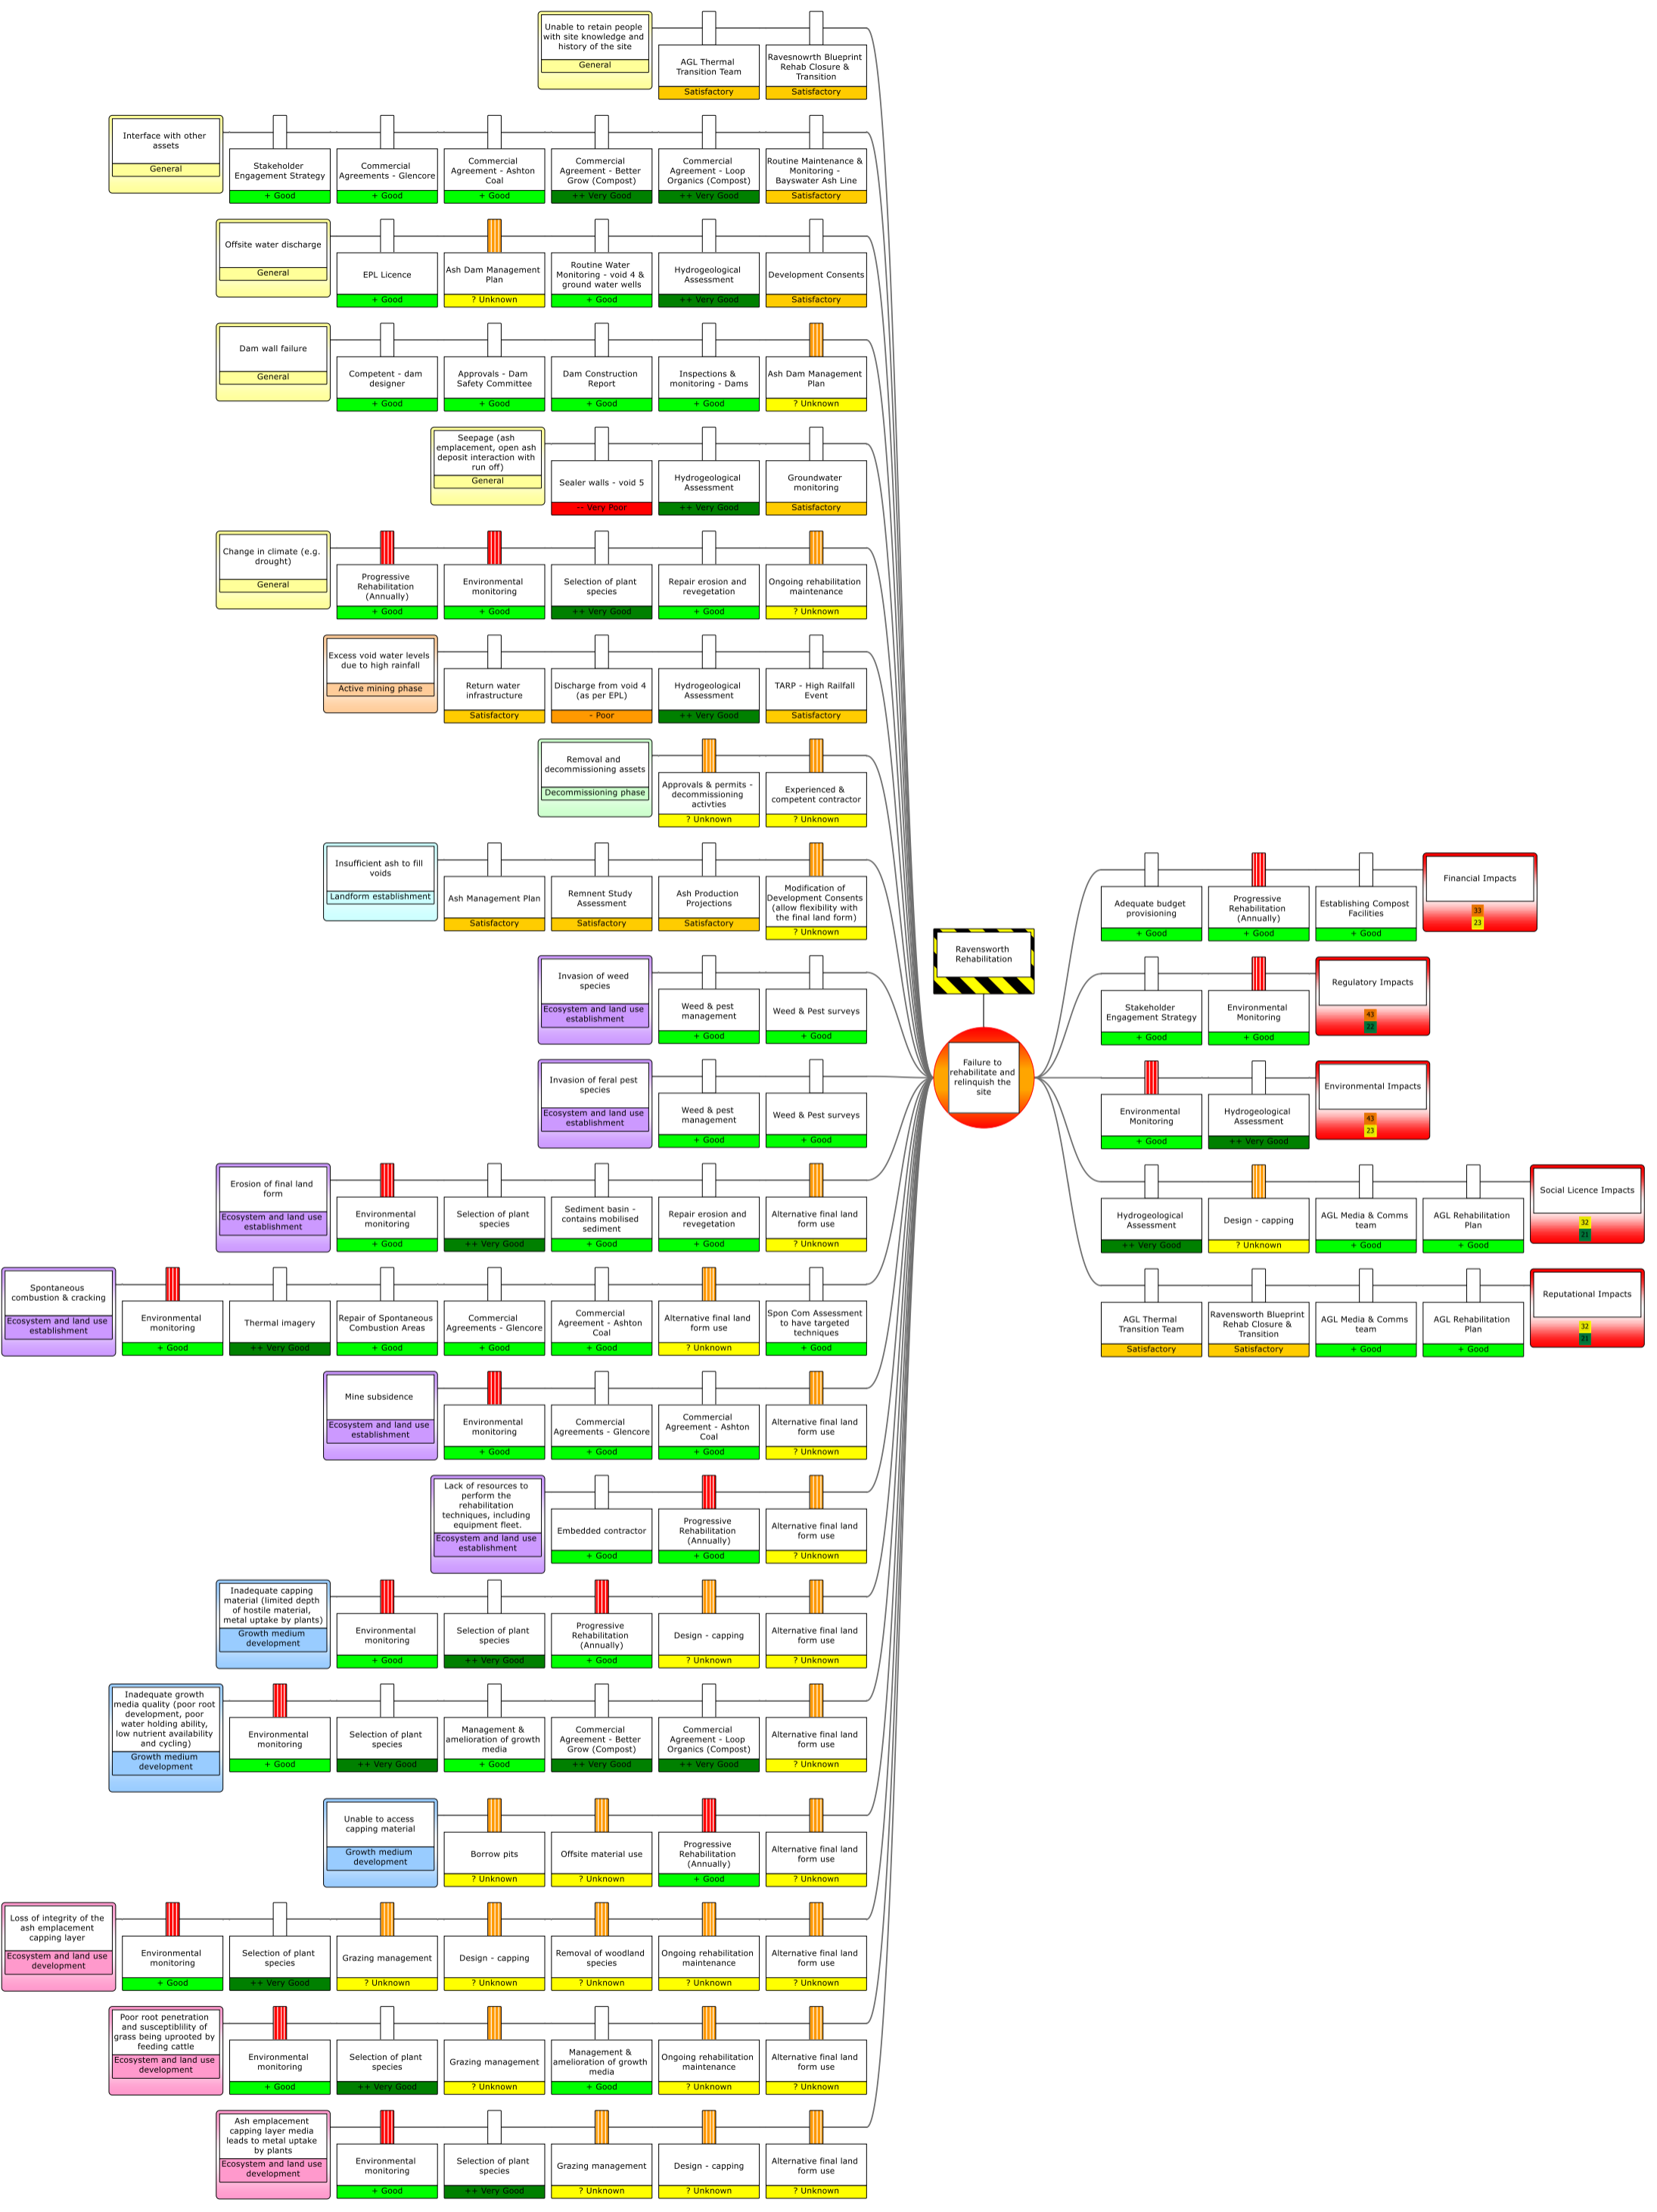 Unable to retain people
with site knowledge and
history of the site
General
AGL Thermal
Transition Team
Satisfactory
Ravesnowrth Blueprint
Rehab Closure &
Transition
Satisfactory
Interface with other
assets
General
Stakeholder
Engagement Strategy
+ Good
Commercial
Agreements - Glencore
+ Good
Commercial
Agreement - Ashton
Coal
+ Good
Commercial
Agreement - Better
Grow (Compost)
++ Very Good
Commercial
Agreement - Loop
Organics (Compost)
++ Very Good
Routine Maintenance &
Monitoring -
Bayswater Ash Line
Satisfactory
Offsite water discharge
General
EPL Licence
+ Good
Ash Dam Management
Plan
? Unknown
Routine Water
Monitoring - void 4 &
ground water wells
+ Good
Hydrogeological
Assessment
++ Very Good
Development Consents
Satisfactory
Dam wall failure
General
Competent - dam
designer
+ Good
Approvals - Dam
Safety Committee
+ Good
Dam Construction
Report
+ Good
Inspections &
monitoring - Dams
+ Good
Ash Dam Management
Plan
? Unknown
Seepage (ash
emplacement, open ash
deposit interaction with
run off)
General
Sealer walls - void 5
-- Very Poor
Hydrogeological
Assessment
++ Very Good
Groundwater
monitoring
Satisfactory
Change in climate (e.g.
drought)
General
Progressive
Rehabilitation
(Annually)
+ Good
Environmental
monitoring
+ Good
Selection of plant
species
++ Very Good
Repair erosion and
revegetation
+ Good
Ongoing rehabilitation
maintenance
? Unknown
Excess void water levels
due to high rainfall
Active mining phase
Return water
infrastructure
Satisfactory
Discharge from void 4
(as per EPL)
- Poor
Hydrogeological
Assessment
++ Very Good
TARP - High Railfall
Event
Satisfactory
Removal and
decommissioning assets
Decommissioning phase
Approvals & permits -
decommissioning
activties
? Unknown
Experienced &
competent contractor
? Unknown
Insufficient ash to fill
voids
Landform establishment
Ash Management Plan
Satisfactory
Remnent Study
Assessment
Satisfactory
Ash Production
Projections
Satisfactory
Modification of
Development Consents
(allow flexibility with
the final land form)
? Unknown
Invasion of weed
species
Ecosystem and land use
establishment
Weed & pest
management
+ Good
Weed & Pest surveys
+ Good
Invasion of feral pest
species
Ecosystem and land use
establishment
Weed & pest
management
+ Good
Weed & Pest surveys
+ Good
Erosion of final land
form
Ecosystem and land use
establishment
Environmental
monitoring
+ Good
Selection of plant
species
++ Very Good
Sediment basin -
contains mobilised
sediment
+ Good
Repair erosion and
revegetation
+ Good
Alternative final land
form use
? Unknown
Spontaneous
combustion & cracking
Ecosystem and land use
establishment
Environmental
monitoring
+ Good
Thermal imagery
++ Very Good
Repair of Spontaneous
Combustion Areas
+ Good
Commercial
Agreements - Glencore
+ Good
Commercial
Agreement - Ashton
Coal
+ Good
Alternative final land
form use
? Unknown
Spon Com Assessment
to have targeted
techniques
+ Good
Mine subsidence
Ecosystem and land use
establishment
Environmental
monitoring
+ Good
Commercial
Agreements - Glencore
+ Good
Commercial
Agreement - Ashton
Coal
+ Good
Alternative final land
form use
? Unknown
Lack of resources to
perform the
rehabilitation
techniques, including
equipment fleet.
Ecosystem and land use
establishment
Embedded contractor
+ Good
Progressive
Rehabilitation
(Annually)
+ Good
Alternative final land
form use
? Unknown
Inadequate capping
material (limited depth
of hostile material,
metal uptake by plants)
Growth medium
development
Environmental
monitoring
+ Good
Selection of plant
species
++ Very Good
Progressive
Rehabilitation
(Annually)
+ Good
Design - capping
? Unknown
Alternative final land
form use
? Unknown
Inadequate growth
media quality (poor root
development, poor
water holding ability,
low nutrient availability
and cycling)
Growth medium
development
Environmental
monitoring
+ Good
Selection of plant
species
++ Very Good
Management &
amelioration of growth
media
+ Good
Commercial
Agreement - Better
Grow (Compost)
++ Very Good
Commercial
Agreement - Loop
Organics (Compost)
++ Very Good
Alternative final land
form use
? Unknown
Unable to access
capping material
Growth medium
development
Borrow pits
? Unknown
Offsite material use
? Unknown
Progressive
Rehabilitation
(Annually)
+ Good
Alternative final land
form use
? Unknown
Loss of integrity of the
ash emplacement
capping layer
Ecosystem and land use
development
Environmental
monitoring
+ Good
Selection of plant
species
++ Very Good
Grazing management
? Unknown
Design - capping
? Unknown
Removal of woodland
species
? Unknown
Ongoing rehabilitation
maintenance
? Unknown
Alternative final land
form use
? Unknown
Poor root penetration
and susceptiblility of
grass being uprooted by
feeding cattle
Ecosystem and land use
development
Environmental
monitoring
+ Good
Selection of plant
species
++ Very Good
Grazing management
? Unknown
Management &
amelioration of growth
media
+ Good
Ongoing rehabilitation
maintenance
? Unknown
Alternative final land
form use
? Unknown
Ash emplacement
capping layer media
leads to metal uptake
by plants
Ecosystem and land use
development
Environmental
monitoring
+ Good
Selection of plant
species
++ Very Good
Grazing management
? Unknown
Design - capping
? Unknown
Alternative final land
form use
? Unknown
Ravensworth
Rehabilitation
Failure to
rehabilitate and
relinquish the
site
Adequate budget
provisioning
+ Good
Progressive
Rehabilitation
(Annually)
+ Good
Establishing Compost
Facilities
+ Good
Financial Impacts
33
23
Stakeholder
Engagement Strategy
+ Good
Environmental
Monitoring
+ Good
Regulatory Impacts
43
22
Environmental
Monitoring
+ Good
Hydrogeological
Assessment
++ Very Good
Environmental Impacts
43
23
Hydrogeological
Assessment
++ Very Good
Design - capping
? Unknown
AGL Media & Comms
team
+ Good
AGL Rehabilitation
Plan
+ Good
Social Licence Impacts
32
21
AGL Thermal
Transition Team
Satisfactory
Ravensworth Blueprint
Rehab Closure &
Transition
Satisfactory
AGL Media & Comms
team
+ Good
AGL Rehabilitation
Plan
+ Good
Reputational Impacts
32
21